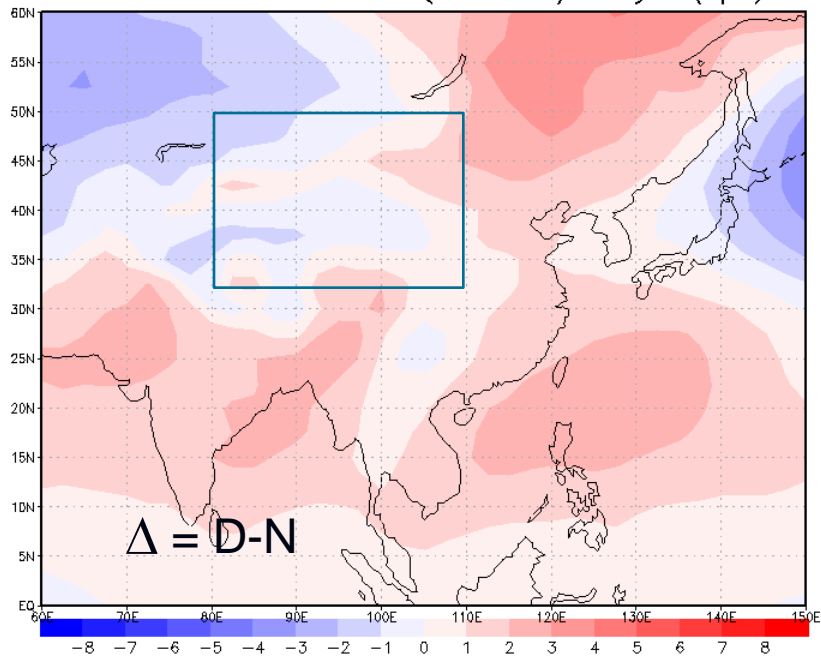 60N
55N
50N
45N
40N
35N
30N
25N
20N
15N
10N
5N
EQ
Δ = D-N
60E 70E 80E 90E 100E 110E 120E 130E 140E 150E
−8 −7 −6 −5 −4 −3 −2 −1 0 1 2 3 4 5 6 7 8